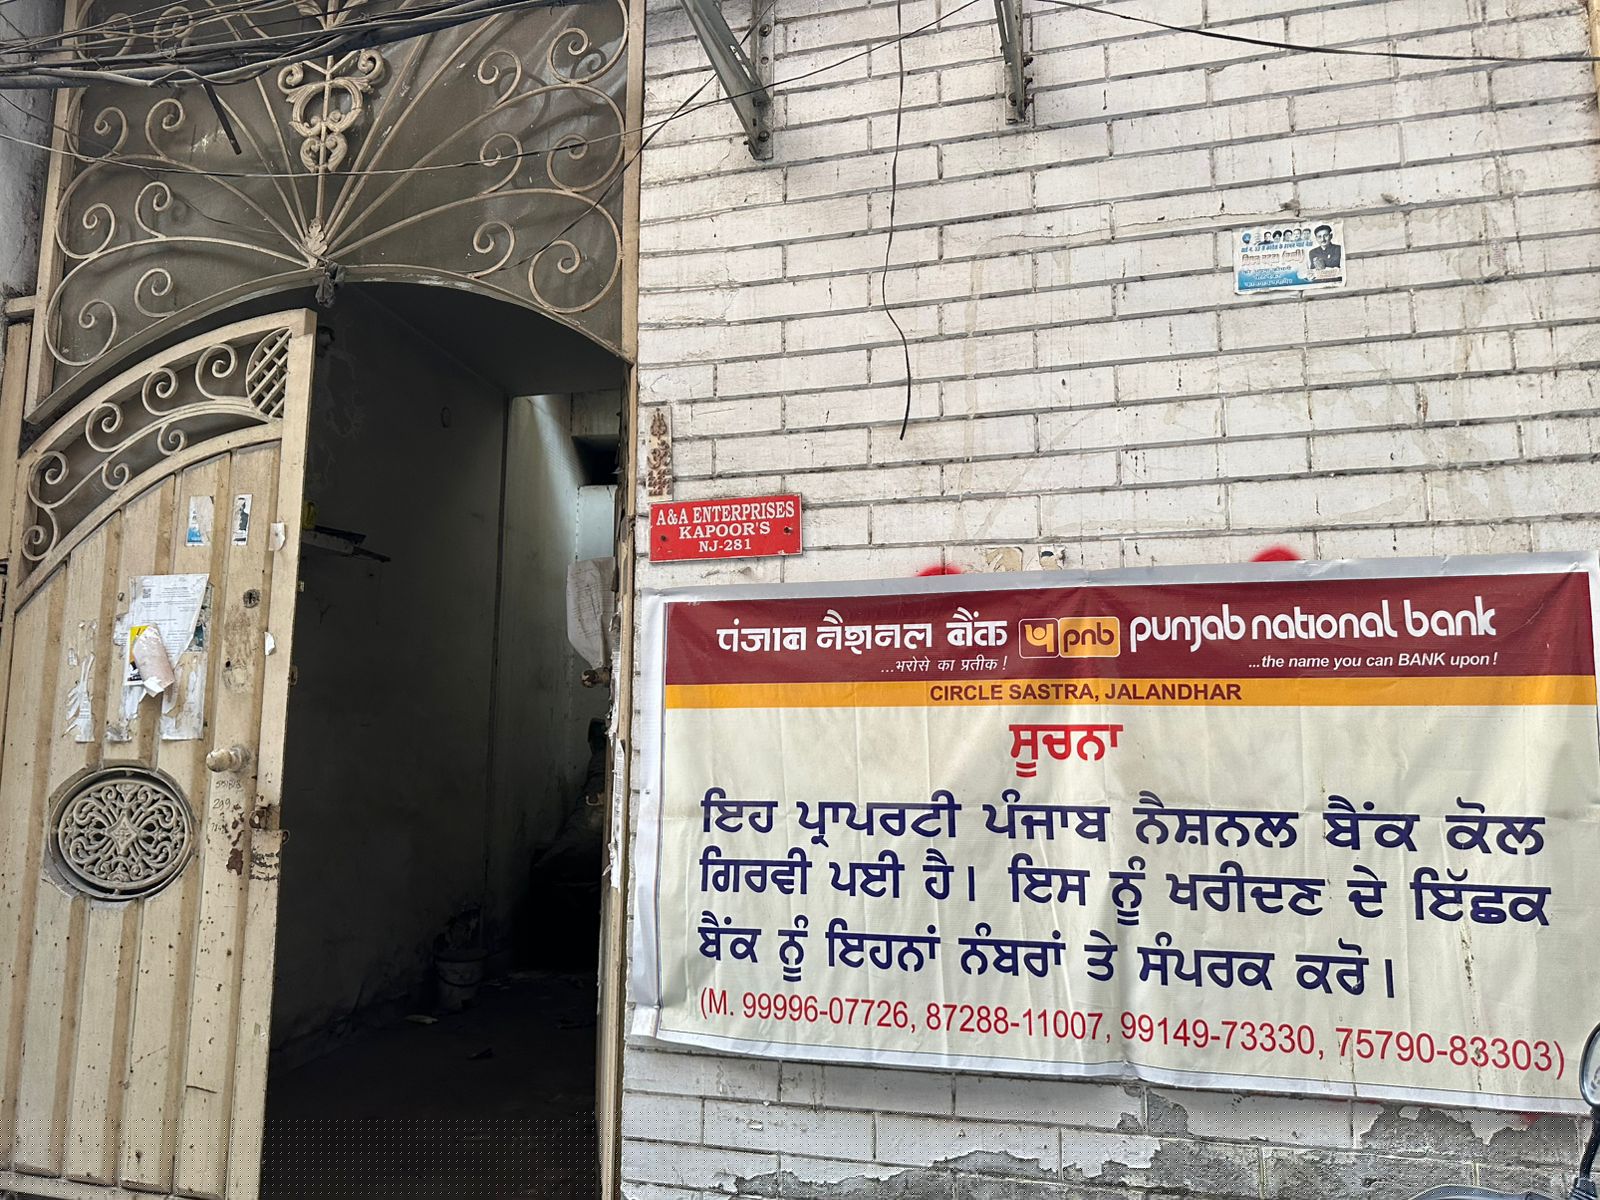 A&A ENTERPRISES
KAPOOR'S
NJ-281
ਪंजाब नैशनल बैंक पnb punjab national bank
...भरोसे का प्रतीक ! ...the name you can BANK upon !
CIRCLE SASTRA, JALANDHAR
ਸੂਚਨਾ
ਇਹ ਪ੍ਰਾਪਰਟੀ ਪੰਜਾਬ ਨੈਸ਼ਨਲ ਬੈਂਕ ਕੋਲ
ਗਿਰਵੀ ਪਈ ਹੈ। ਇਸ ਨੂੰ ਖਰੀਦਣ ਦੇ ਇੱਛਕ
ਬੈਂਕ ਨੂੰ ਇਹਨਾਂ ਨੰਬਰਾਂ ਤੇ ਸੰਪਰਕ ਕਰੋ।
(M. 99996-07726, 87288-11007, 99149-73330, 75790-83303)